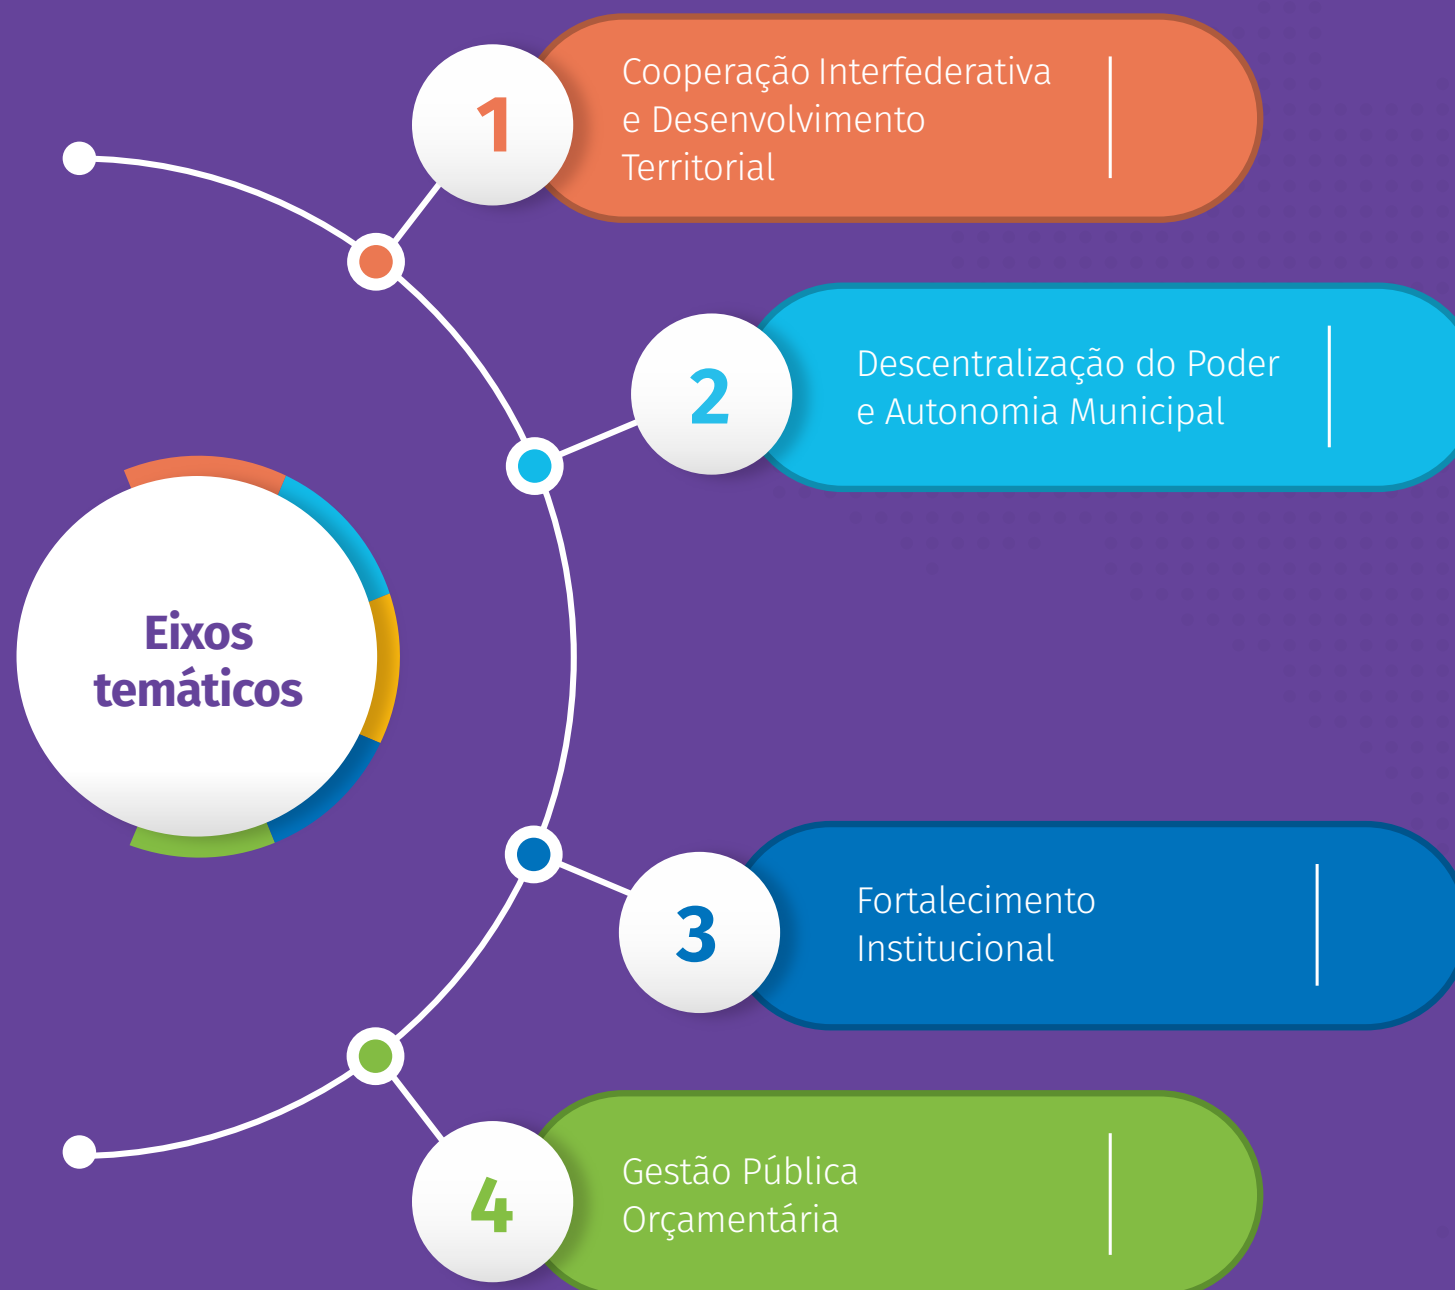 1
Cooperação Interfederativa
e Desenvolvimento
Territorial
2
Descentralização do Poder
e Autonomia Municipal
Eixos
temáticos
3
Fortalecimento
Institucional
4
Gestão Pública
Orçamentária